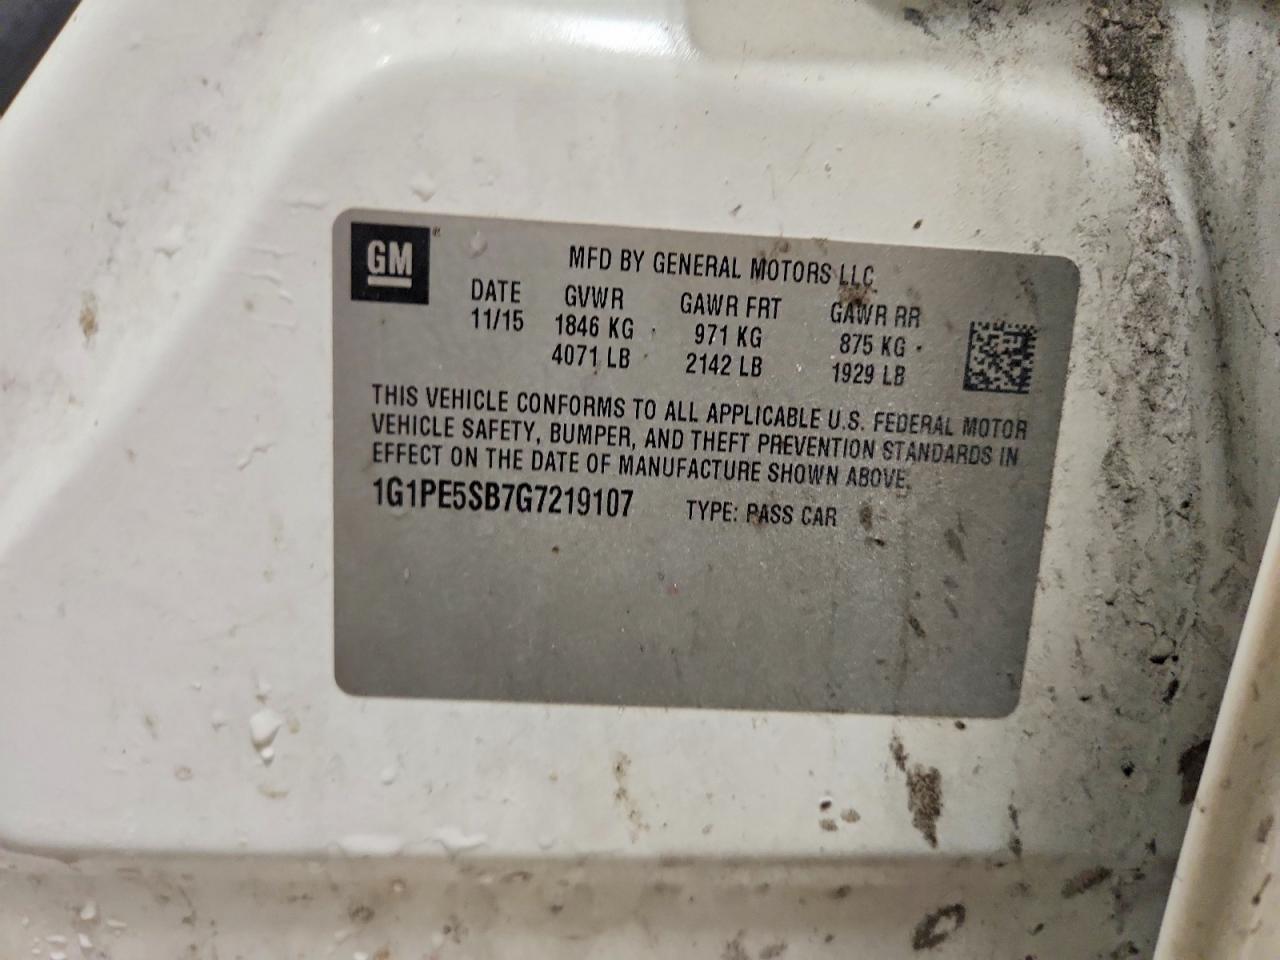 GM
MFD BY GENERAL MOTORS LLC
DATE GVWR GAWR FRT GAWR RR
11/15 1846 KG 971 KG 875 KG
4071 LB 2142 LB 1929 LB
THIS VEHICLE CONFORMS TO ALL APPLICABLE U.S. FEDERAL MOTOR
VEHICLE SAFETY, BUMPER, AND THEFT PREVENTION STANDARDS IN
EFFECT ON THE DATE OF MANUFACTURE SHOWN ABOVE.
1G1PE5SB7G7219107 TYPE: PASS CAR